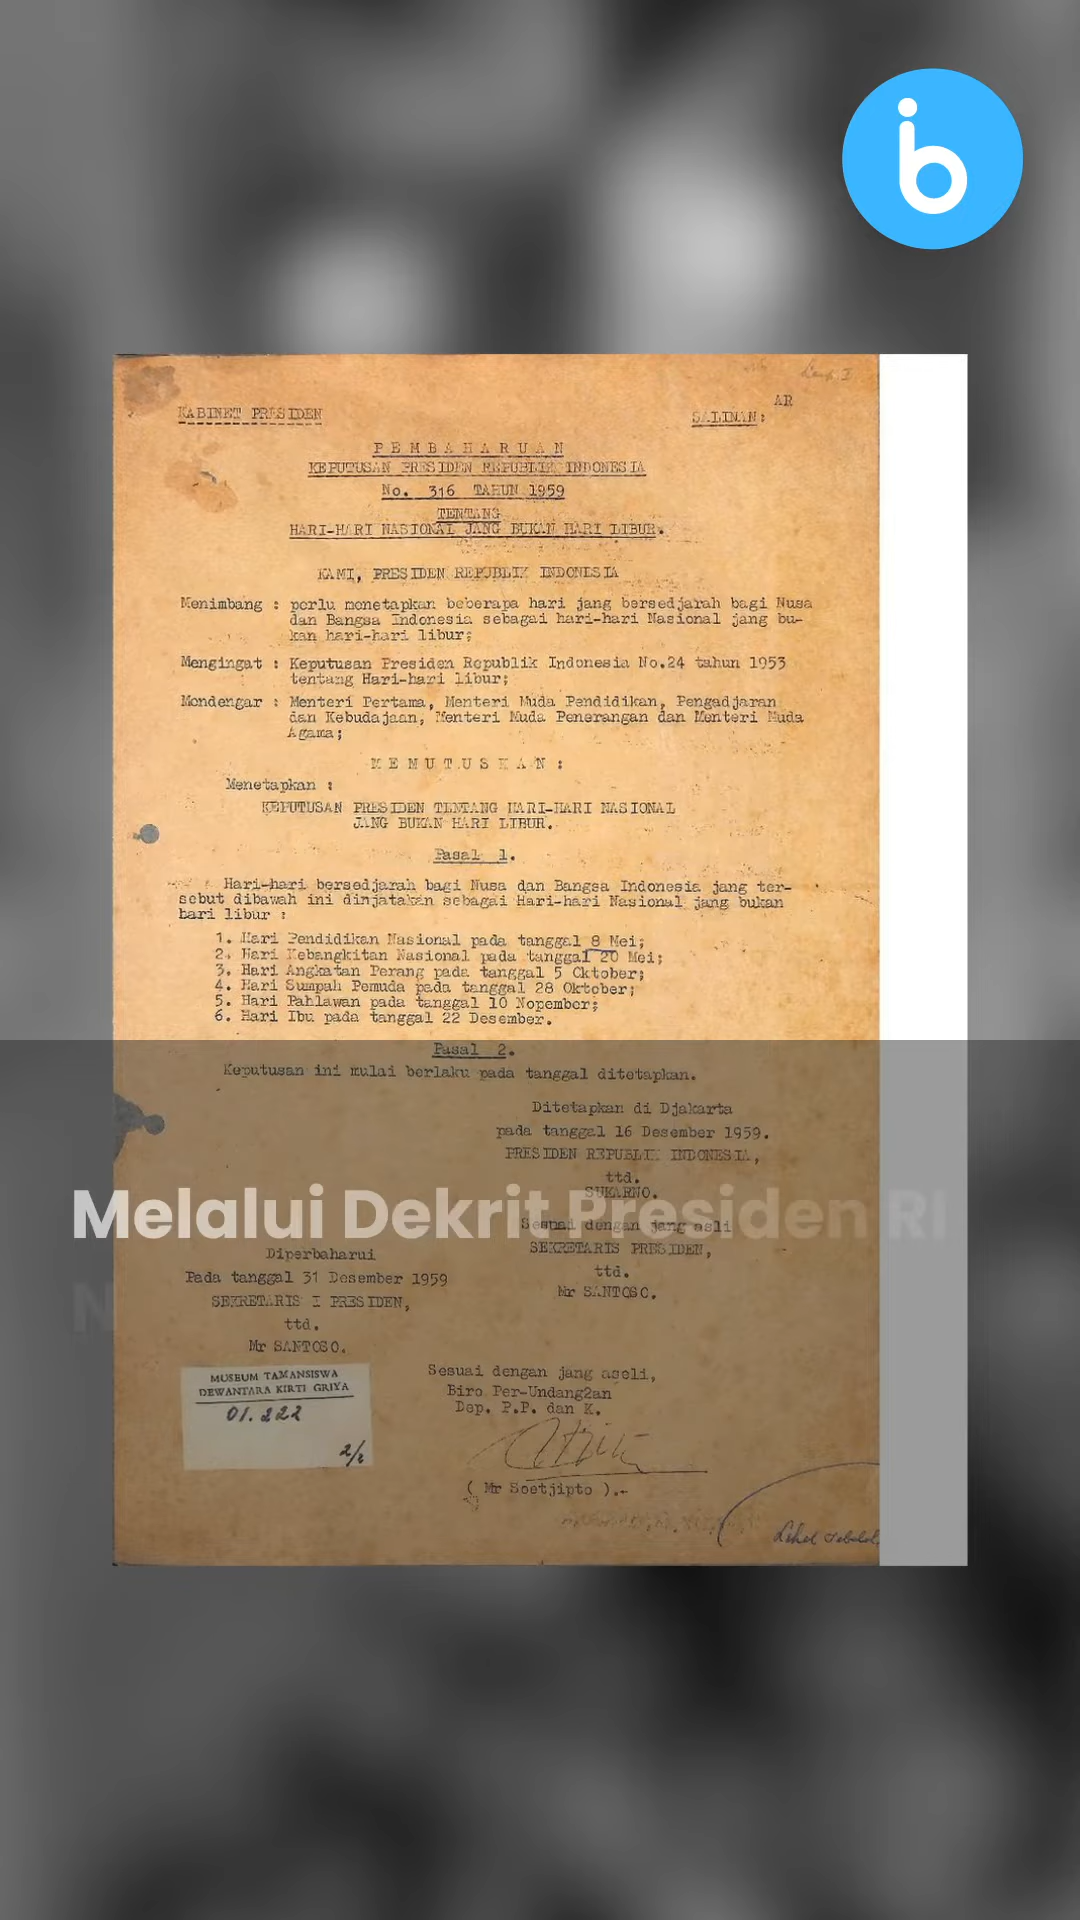 KABINET PRESIDEN
AR
SALINAN:
PEMBAHARUAN
KEPUTUSAN PRESIDEN REPUBLIK INDONESIA
No. 316 TAHUN 1959
TENTANG
HARI-HARI NASIONAL JANG BUKAN HARI LIBUR.
KAMI, PRESIDEN REPUBLIK INDONESIA
Menimbang : perlu menetapkan beberapa hari jang bersedjarah bagi Nusa
dan Bangsa Indonesia sebagai hari-hari Nasional jang bu-
kan hari-hari libur;
Mengingat : Keputusan Presiden Republik Indonesia No.24 tahun 1953
tentang Hari-hari libur;
Mendengar : Menteri Pertama, Menteri Muda Pendidikan, Pengadjaran
dan Kebudajaan, Menteri Muda Penerangan dan Menteri Muda
Agama;
MEMUTUSKAN:
Menetapkan :
KEPUTUSAN PRESIDEN TENTANG HARI-HARI NASIONAL
JANG BUKAN HARI LIBUR.
Pasal 1.
Hari-hari bersedjarah bagi Nusa dan Bangsa Indonesia jang ter-
sebut dibawah ini dinjatakan sebagai Hari-hari Nasional jang bukan
hari libur :
1. Hari Pendidikan Nasional pada tanggal 8 Mei;
2. Hari Kebangkitan Nasional pada tanggal 20 Mei;
3. Hari Angkatan Perang pada tanggal 5 Oktober;
4. Hari Sumpah Pemuda pada tanggal 28 Oktober;
5. Hari Pahlawan pada tanggal 10 Nopember;
6. Hari Ibu pada tanggal 22 Desember.
Pasal 2.
Keputusan ini mulai berlaku pada tanggal ditetapkan.
Ditetapkan di Djakarta
pada tanggal 16 Desember 1959.
PRESIDEN REPUBLIK INDONESIA,
ttd.
SUKARNO.
Melalui Dekrit Presiden RI
N
Sesuai dengan jang asli
SEKRETARIS PRESIDEN,
ttd.
Mr SANTOSO.
Diperbaharui
Pada tanggal 31 Desember 1959
SEKRETARIS I PRESIDEN,
ttd.
Mr SANTOSO.
MUSEUM TAMANSISWA
DEWANTARA KIRTI GRIYA
01.222
2/2
Sesuai dengan jang aseli,
Biro Per-Undang2an
Dep. P.P. dan K.
( Mr Soetjipto ).-